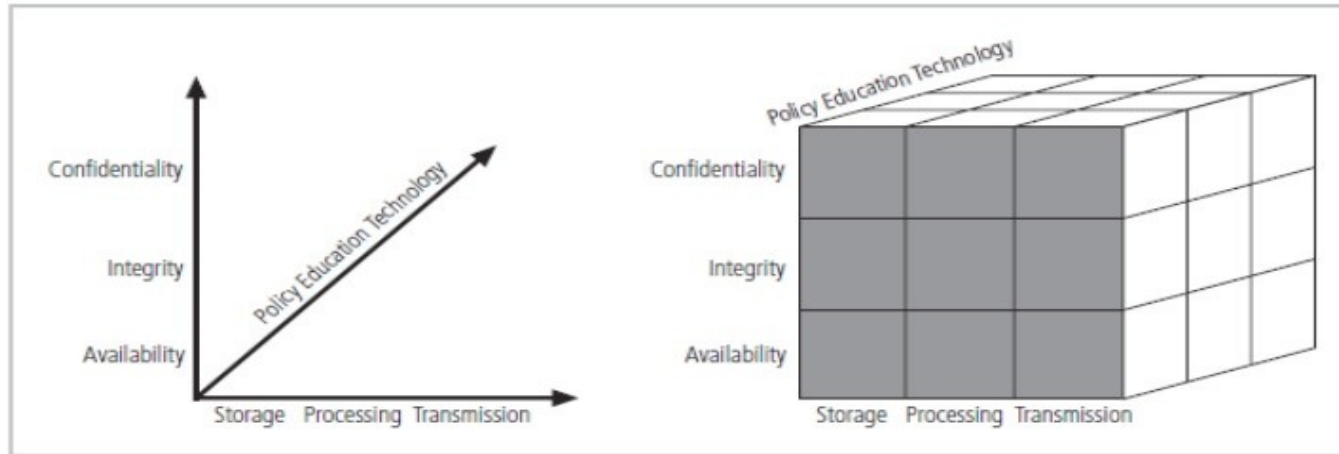 Confidentiality
Integrity
Availability
Policy Education Technology
Storage Processing Transmission
Policy Education Technology
Confidentiality
Integrity
Availability
Storage Processing Transmission